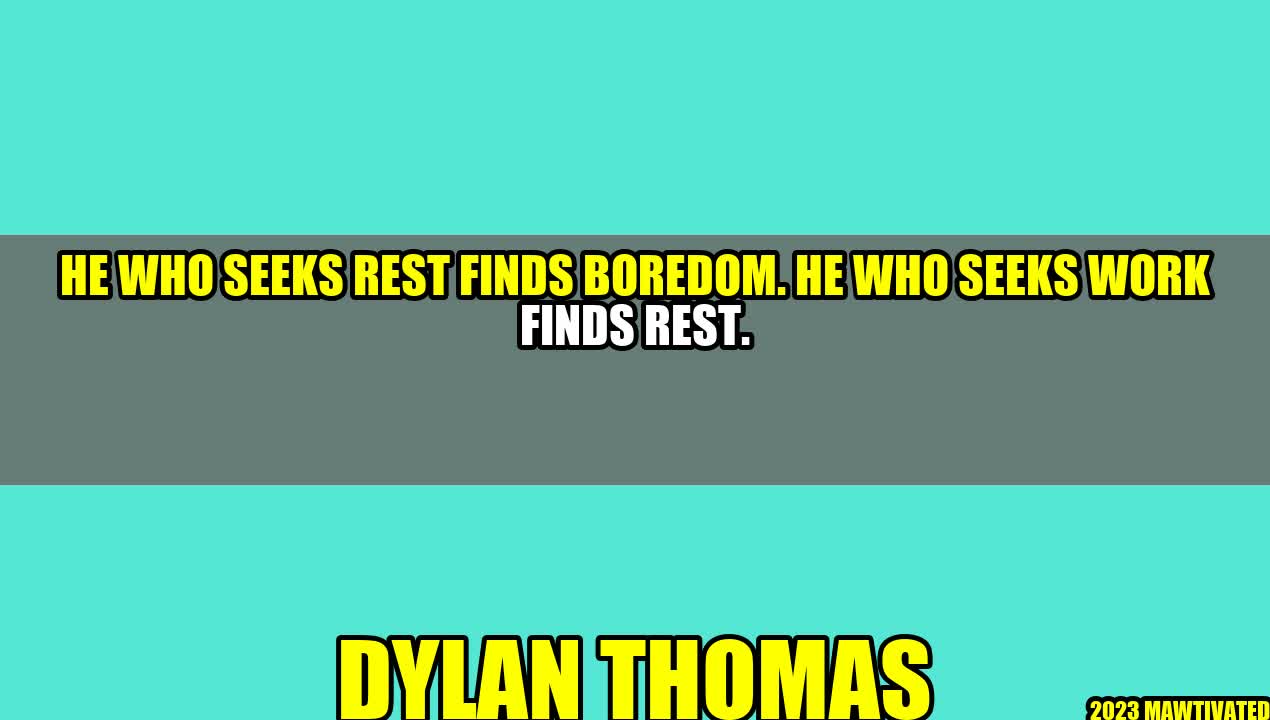 HE WHO SEEKS REST FINDS BOREDOM. HE WHO SEEKS WORK
FINDS REST.
DYLAN THOMAS
2023 MAWTIVATED